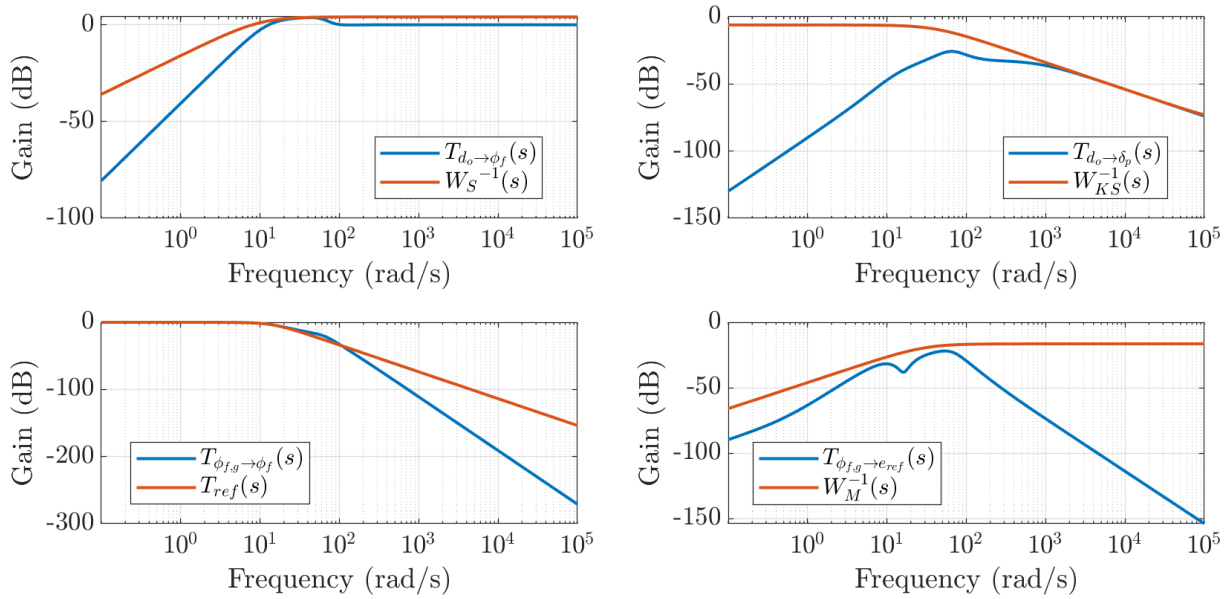 0
-50
-100
Gain (dB)
T_{d_o→ϕ_f}(s)
W_S^{-1}(s)
10^0 10^1 10^2 10^3 10^4 10^5
Frequency (rad/s)
0
-50
-100
-150
Gain (dB)
T_{d_o→δ_p}(s)
W_{KS}^{-1}(s)
10^0 10^1 10^2 10^3 10^4 10^5
Frequency (rad/s)
0
-100
-200
-300
Gain (dB)
T_{ϕ_{f,g}→ϕ_f}(s)
T_{ref}(s)
10^0 10^1 10^2 10^3 10^4 10^5
Frequency (rad/s)
0
-50
-100
-150
Gain (dB)
T_{ϕ_{f,g}→e_{ref}}(s)
W_M^{-1}(s)
10^0 10^1 10^2 10^3 10^4 10^5
Frequency (rad/s)